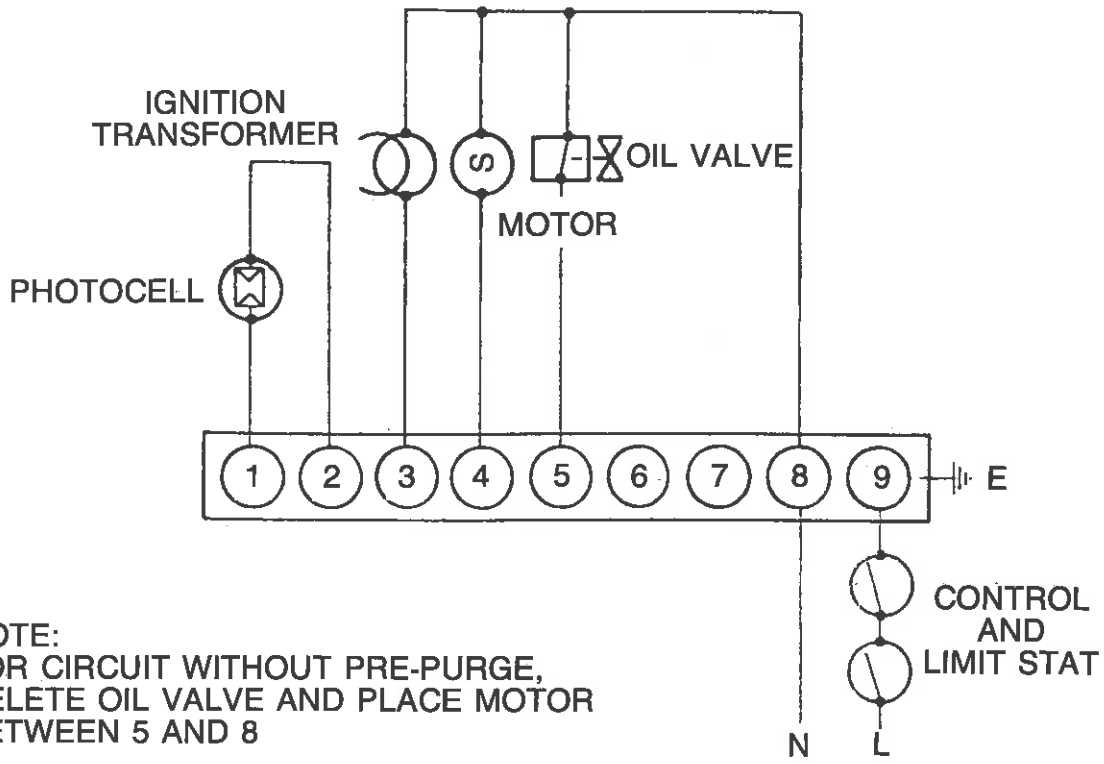 IGNITION
TRANSFORMER
S
OIL VALVE
MOTOR
PHOTOCELL
1 2 3 4 5 6 7 8 9 E
CONTROL
AND
LIMIT STAT
OTE:
OR CIRCUIT WITHOUT PRE-PURGE,
ELETE OIL VALVE AND PLACE MOTOR
ETWEEN 5 AND 8
N L